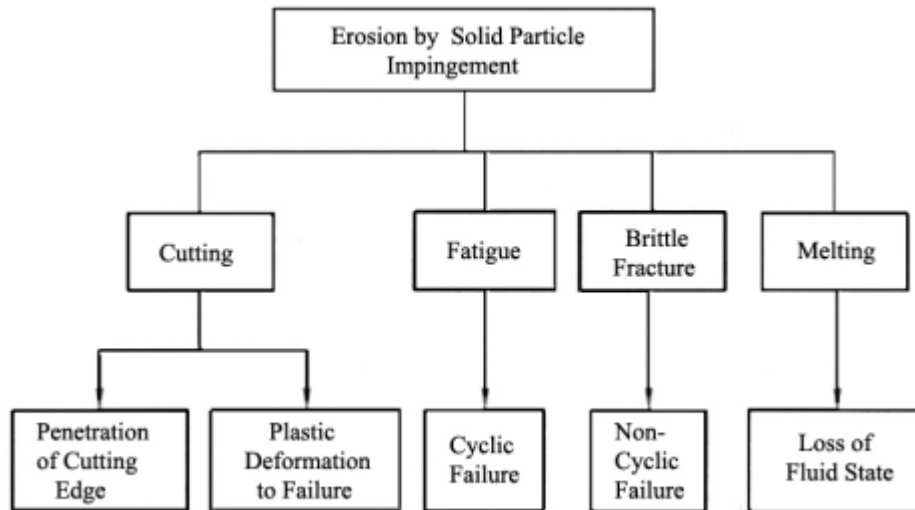 Erosion by Solid Particle
Impingement
Cutting
Fatigue
Brittle
Fracture
Melting
Penetration
of Cutting
Edge
Plastic
Deformation
to Failure
Cyclic
Failure
Non-
Cyclic
Failure
Loss of
Fluid State